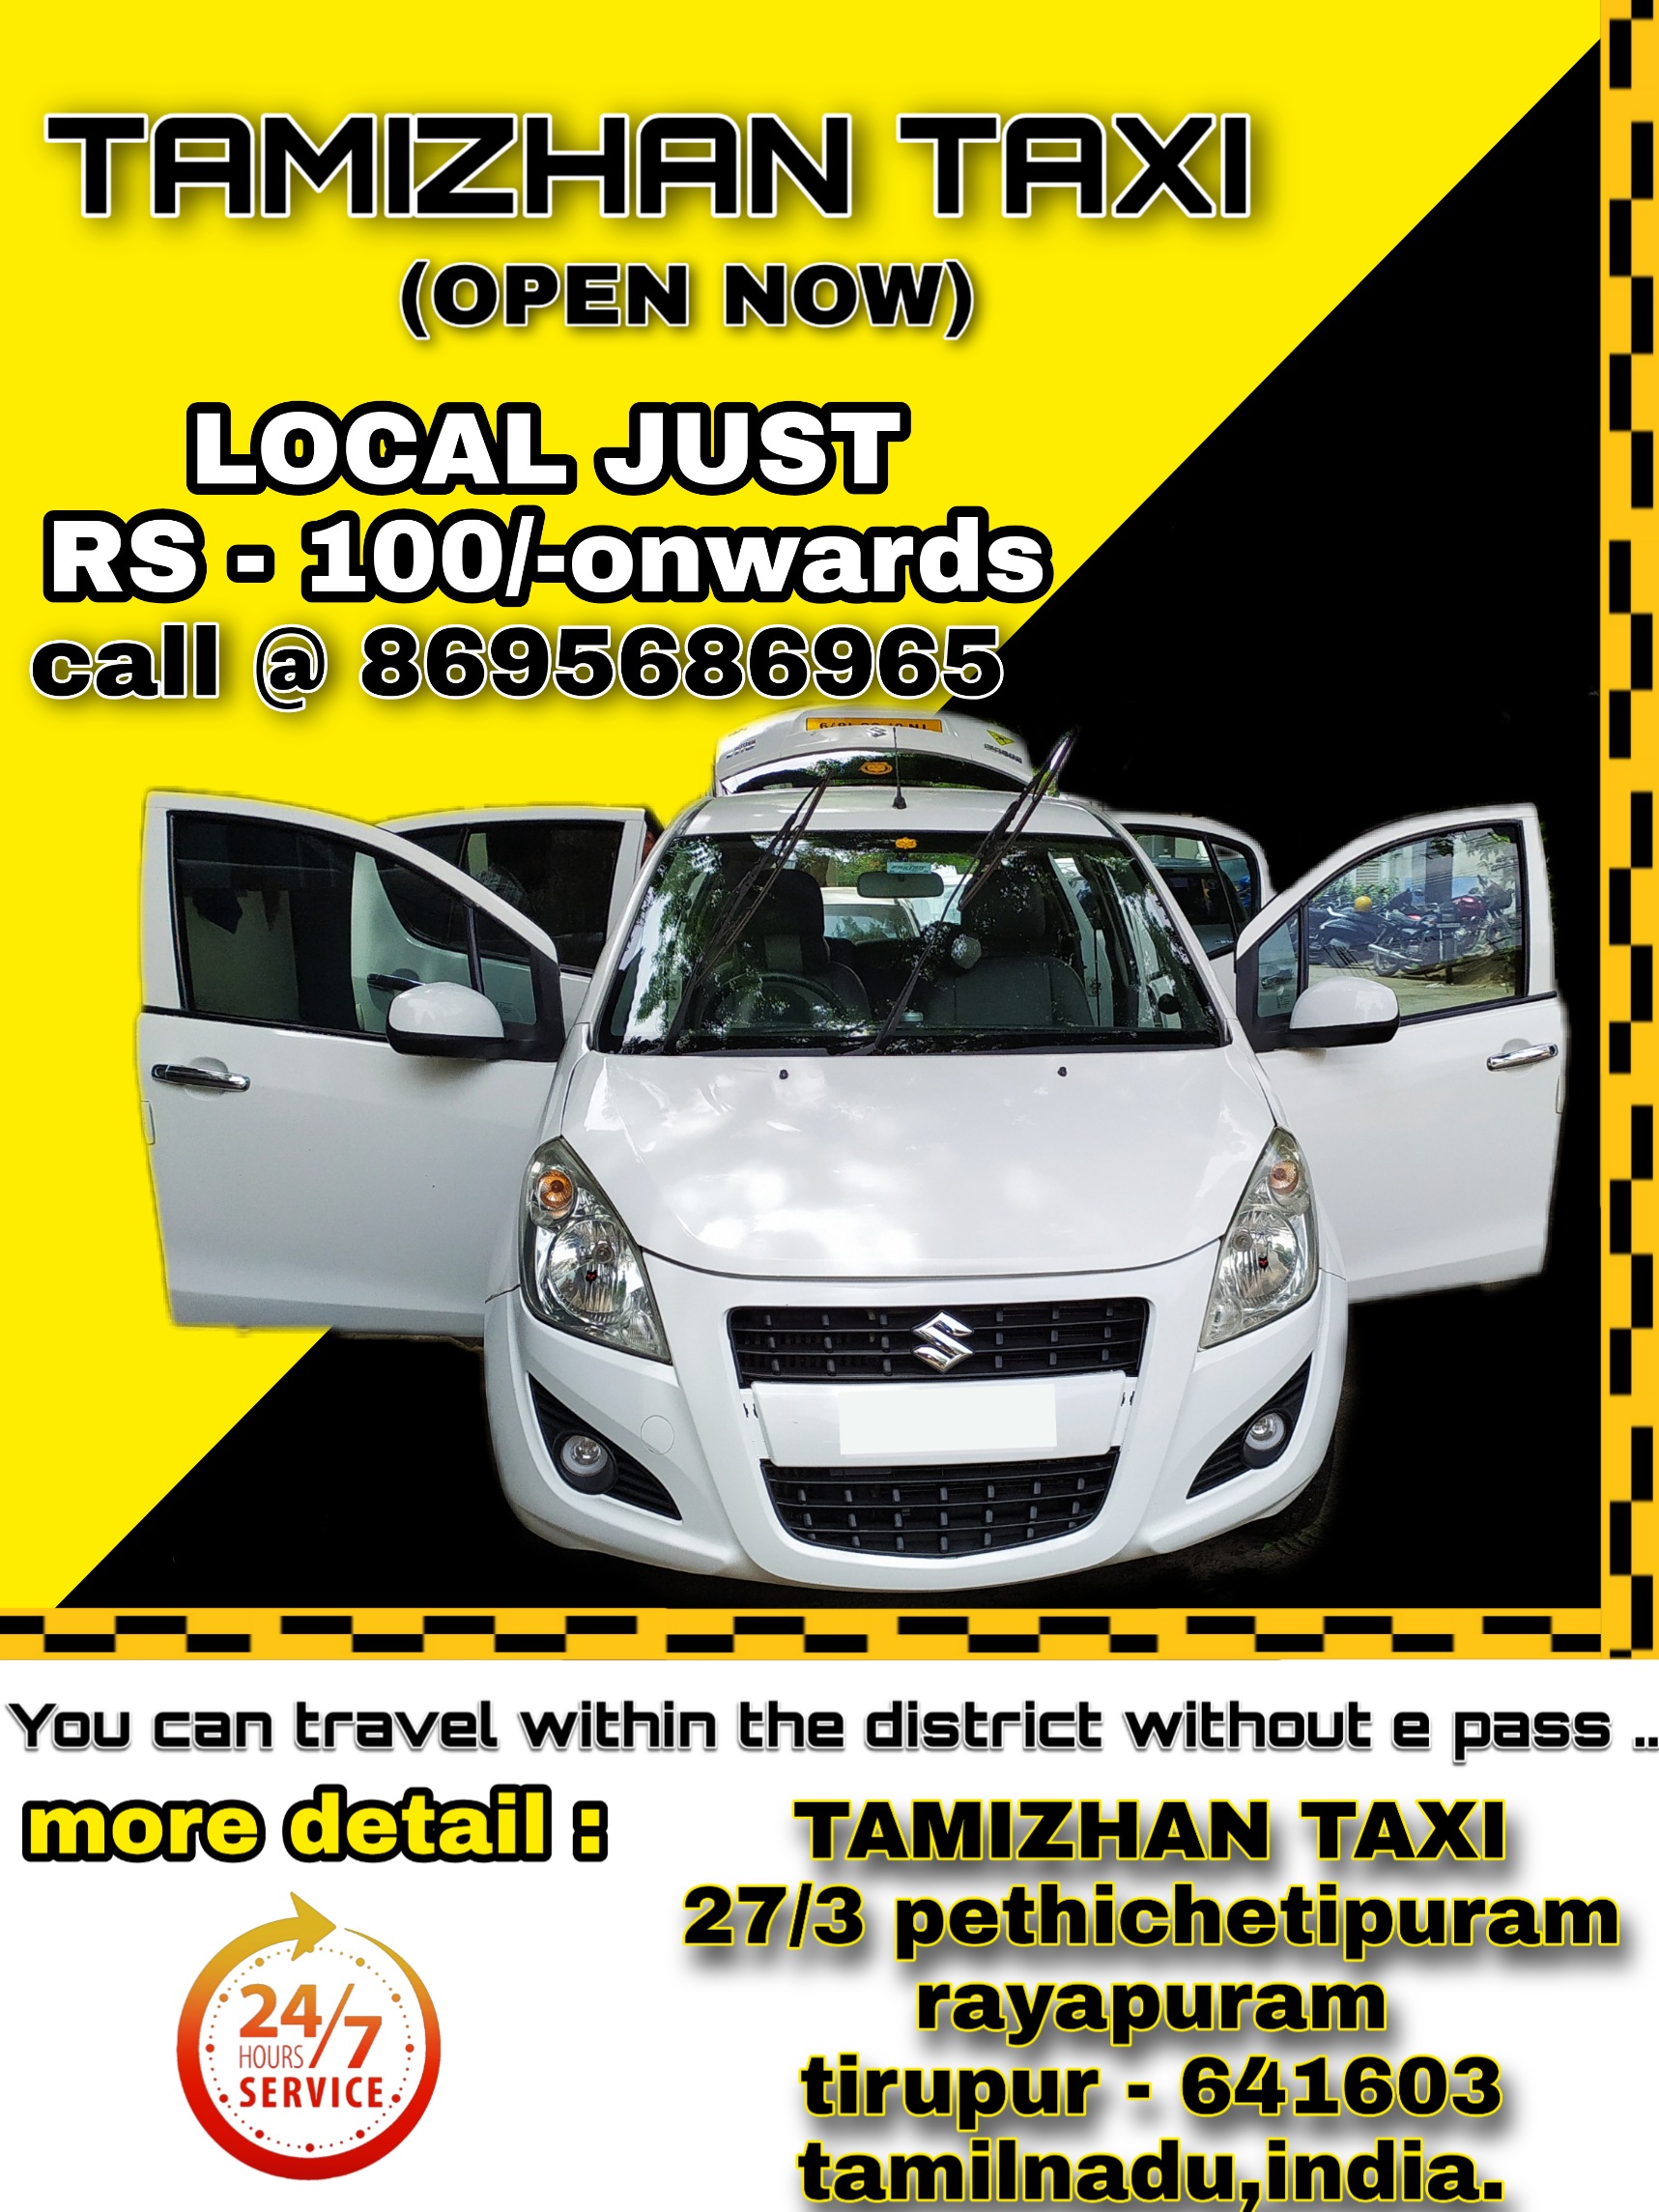 TAMIZHAN TAXI
(OPEN NOW)
LOCAL JUST
RS - 100/-onwards
call @ 8695686965
You can travel within the district without e pass ..
more detail :
24/7
HOURS
SERVICE
TAMIZHAN TAXI
27/3 pethichetipuram
rayapuram
tirupur - 641603
tamilnadu,india.